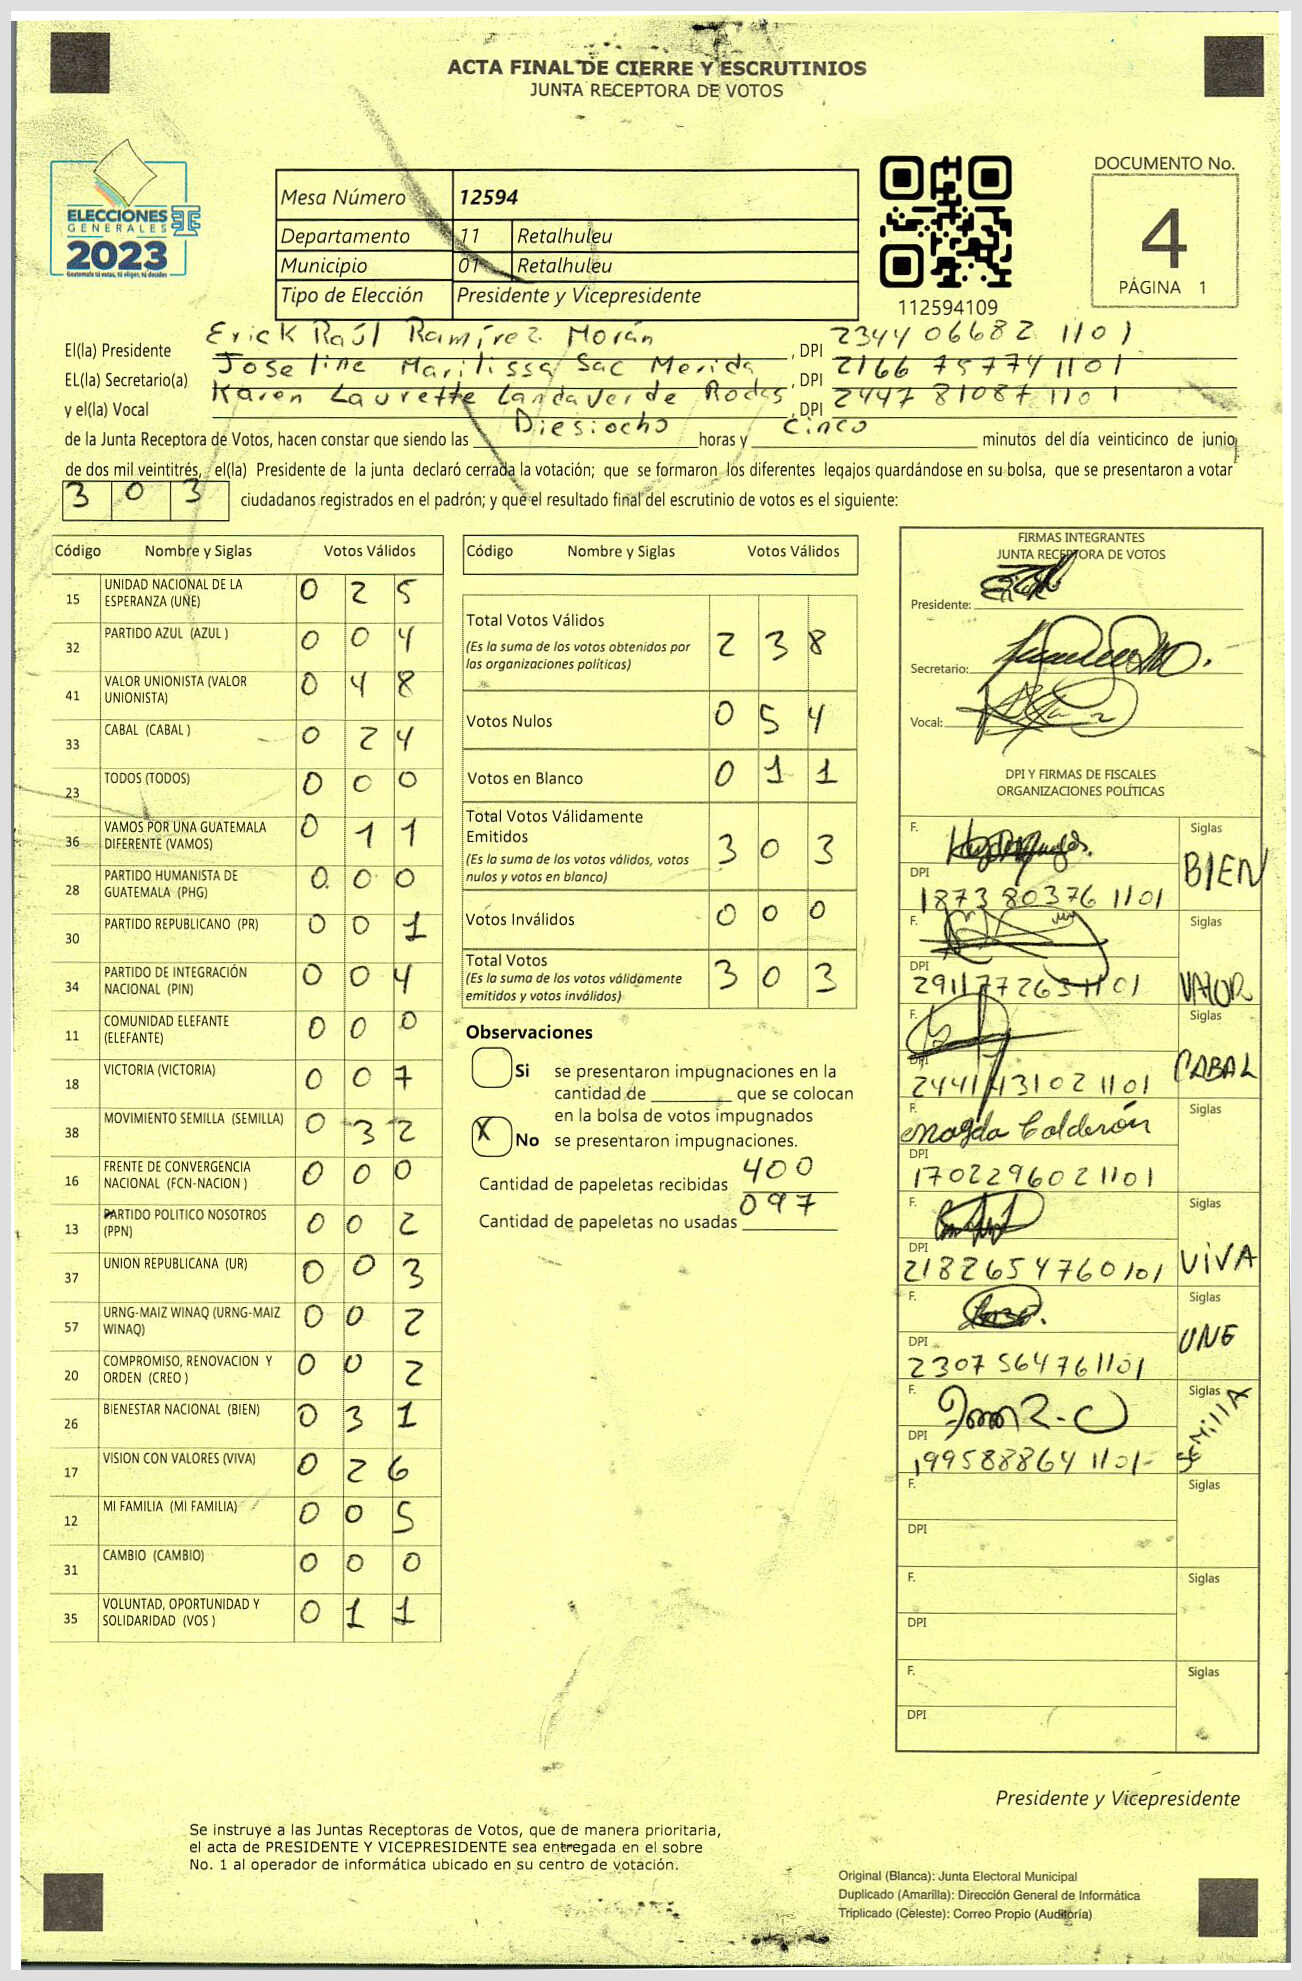 ACTA FINAL DE CIERRE Y ESCRUTINIOS
JUNTA RECEPTORA DE VOTOS
ELECCIONES
GENERALES
2023
Guatemala tú votas, tú eliges, tú decides
Mesa Número 12594
Departamento 11 Retalhuleu
Municipio 01 Retalhuleu
Tipo de Elección Presidente y Vicepresidente
112594109
DOCUMENTO No.
4
PÁGINA 1
El(la) Presidente Erick Raúl Ramírez Morán , DPI 234406682 1101
EL(la) Secretario(a) Joseline Marilissa Sac Merida , DPI 2166 75774 1101
y el(la) Vocal Karen Laurette Landaverde Rodas , DPI 2447 81087 1101
de la Junta Receptora de Votos, hacen constar que siendo las Diesiocho horas y cinco minutos del día veinticinco de junio
de dos mil veintitrés, el(la) Presidente de la junta declaró cerrada la votación; que se formaron los diferentes legajos quardándose en su bolsa, que se presentaron a votar
3 0 3 ciudadanos registrados en el padrón; y que el resultado final del escrutinio de votos es el siguiente:
Código Nombre y Siglas Votos Válidos
15 UNIDAD NACIONAL DE LA ESPERANZA (UNE) 0 2 5
32 PARTIDO AZUL (AZUL ) 0 0 4
41 VALOR UNIONISTA (VALOR UNIONISTA) 0 4 8
33 CABAL (CABAL ) 0 2 4
23 TODOS (TODOS) 0 0 0
36 VAMOS POR UNA GUATEMALA DIFERENTE (VAMOS) 0 1 1
28 PARTIDO HUMANISTA DE GUATEMALA (PHG) 0 0 0
30 PARTIDO REPUBLICANO (PR) 0 0 1
34 PARTIDO DE INTEGRACIÓN NACIONAL (PIN) 0 0 4
11 COMUNIDAD ELEFANTE (ELEFANTE) 0 0 0
18 VICTORIA (VICTORIA) 0 0 7
38 MOVIMIENTO SEMILLA (SEMILLA) 0 3 2
16 FRENTE DE CONVERGENCIA NACIONAL (FCN-NACION ) 0 0 0
13 PARTIDO POLITICO NOSOTROS (PPN) 0 0 2
37 UNION REPUBLICANA (UR) 0 0 3
57 URNG-MAIZ WINAQ (URNG-MAIZ WINAQ) 0 0 2
20 COMPROMISO, RENOVACION Y ORDEN (CREO ) 0 0 2
26 BIENESTAR NACIONAL (BIEN) 0 3 1
17 VISION CON VALORES (VIVA) 0 2 6
12 MI FAMILIA (MI FAMILIA) 0 0 5
31 CAMBIO (CAMBIO) 0 0 0
35 VOLUNTAD, OPORTUNIDAD Y SOLIDARIDAD (VOS ) 0 1 1
Código Nombre y Siglas Votos Válidos
Total Votos Válidos 2 3 8
(Es la suma de los votos obtenidos por
las organizaciones políticas)
Votos Nulos 0 5 4
Votos en Blanco 0 1 1
Total Votos Válidamente
Emitidos 3 0 3
(Es la suma de los votos válidos, votos
nulos y votos en blanco)
Votos Inválidos 0 0 0
Total Votos 3 0 3
(Es la suma de los votos válidamente
emitidos y votos inválidos)
Observaciones
Si se presentaron impugnaciones en la
cantidad de ________ que se colocan
en la bolsa de votos impugnados
X No se presentaron impugnaciones.
Cantidad de papeletas recibidas 400
Cantidad de papeletas no usadas 097
FIRMAS INTEGRANTES
JUNTA RECEPTORA DE VOTOS
Presidente:
Secretario:
Vocal:
DPI Y FIRMAS DE FISCALES
ORGANIZACIONES POLÍTICAS
F. Siglas BIEN
DPI 1873 80376 1101
F. Siglas VALOR
DPI 2911772631101
F. Siglas CABAL
DPI 2441431021101
F. Magda Calderón Siglas
DPI 1702296021101
F. Siglas VIVA
DPI 2182654760101
F. Siglas UNE
DPI 2307564761101
F. Siglas SEMillA
DPI 199588864 1101-
F. Siglas
DPI
F. Siglas
DPI
F. Siglas
DPI
Presidente y Vicepresidente
Se instruye a las Juntas Receptoras de Votos, que de manera prioritaria,
el acta de PRESIDENTE Y VICEPRESIDENTE sea entregada en el sobre
No. 1 al operador de informática ubicado en su centro de votación.
Original (Blanca): Junta Electoral Municipal
Duplicado (Amarilla): Dirección General de Informática
Triplicado (Celeste): Correo Propio (Auditoría)